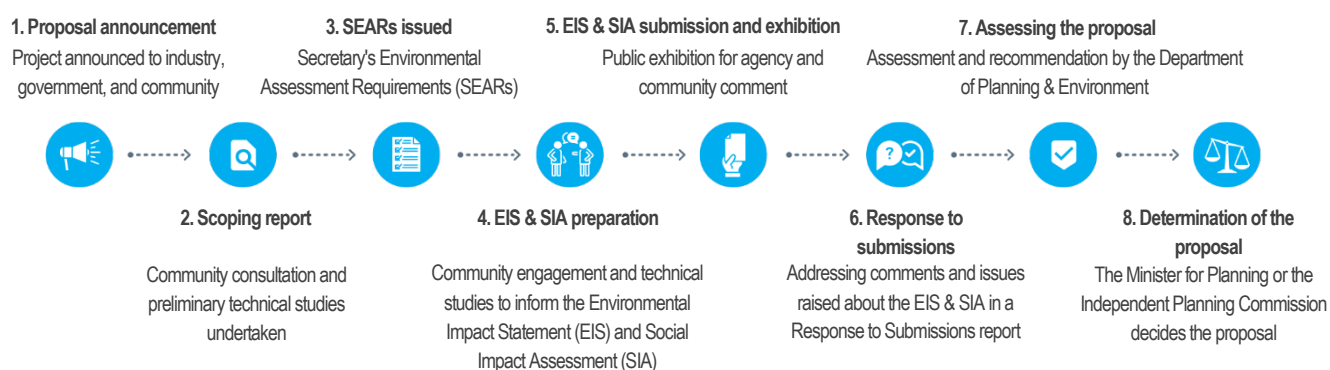 1. Proposal announcement
Project announced to industry,
government, and community
2. Scoping report
Community consultation and
preliminary technical studies
undertaken
3. SEARs issued
Secretary's Environmental
Assessment Requirements (SEARs)
4. EIS & SIA preparation
Community engagement and technical
studies to inform the Environmental
Impact Statement (EIS) and Social
Impact Assessment (SIA)
5. EIS & SIA submission and exhibition
Public exhibition for agency and
community comment
6. Response to
submissions
Addressing comments and issues
raised about the EIS & SIA in a
Response to Submissions report
7. Assessing the proposal
Assessment and recommendation by the Department
of Planning & Environment
8. Determination of the
proposal
The Minister for Planning or the
Independent Planning Commission
decides the proposal